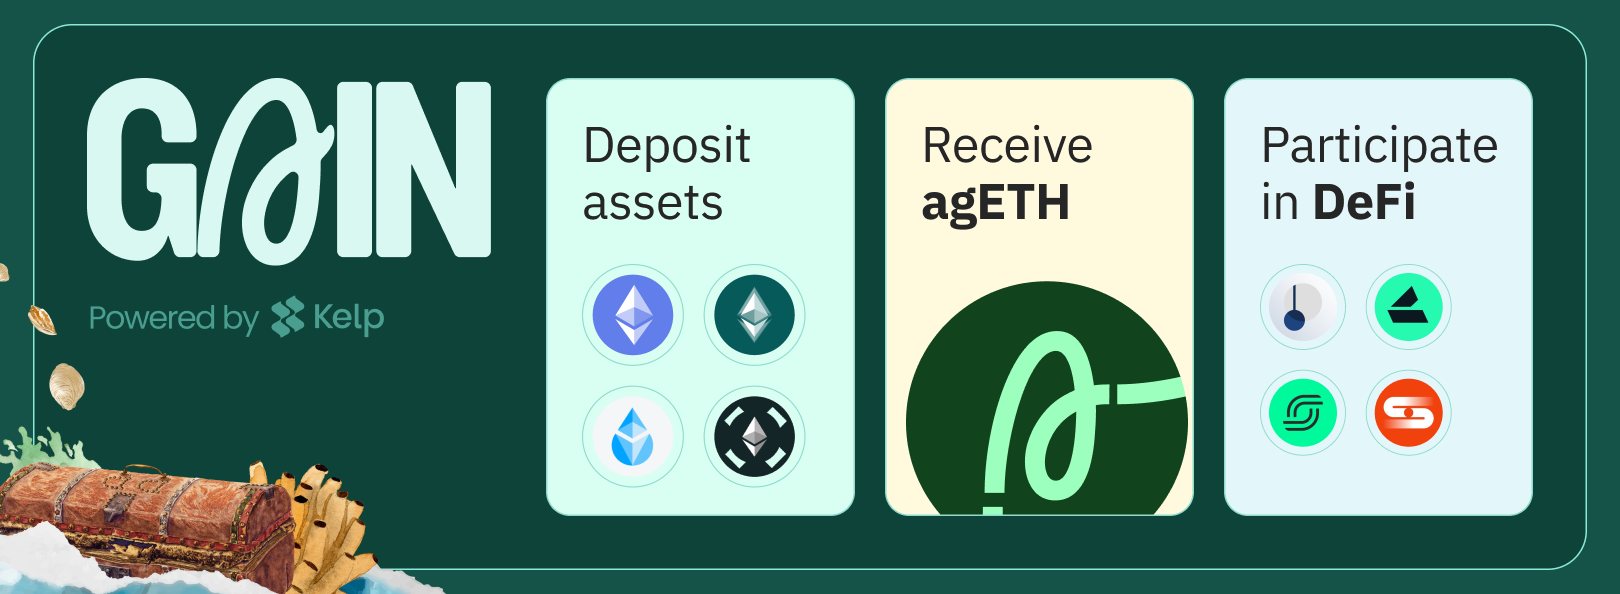 GAIN
Powered by Kelp
Deposit
assets
Receive
agETH
Participate
in DeFi